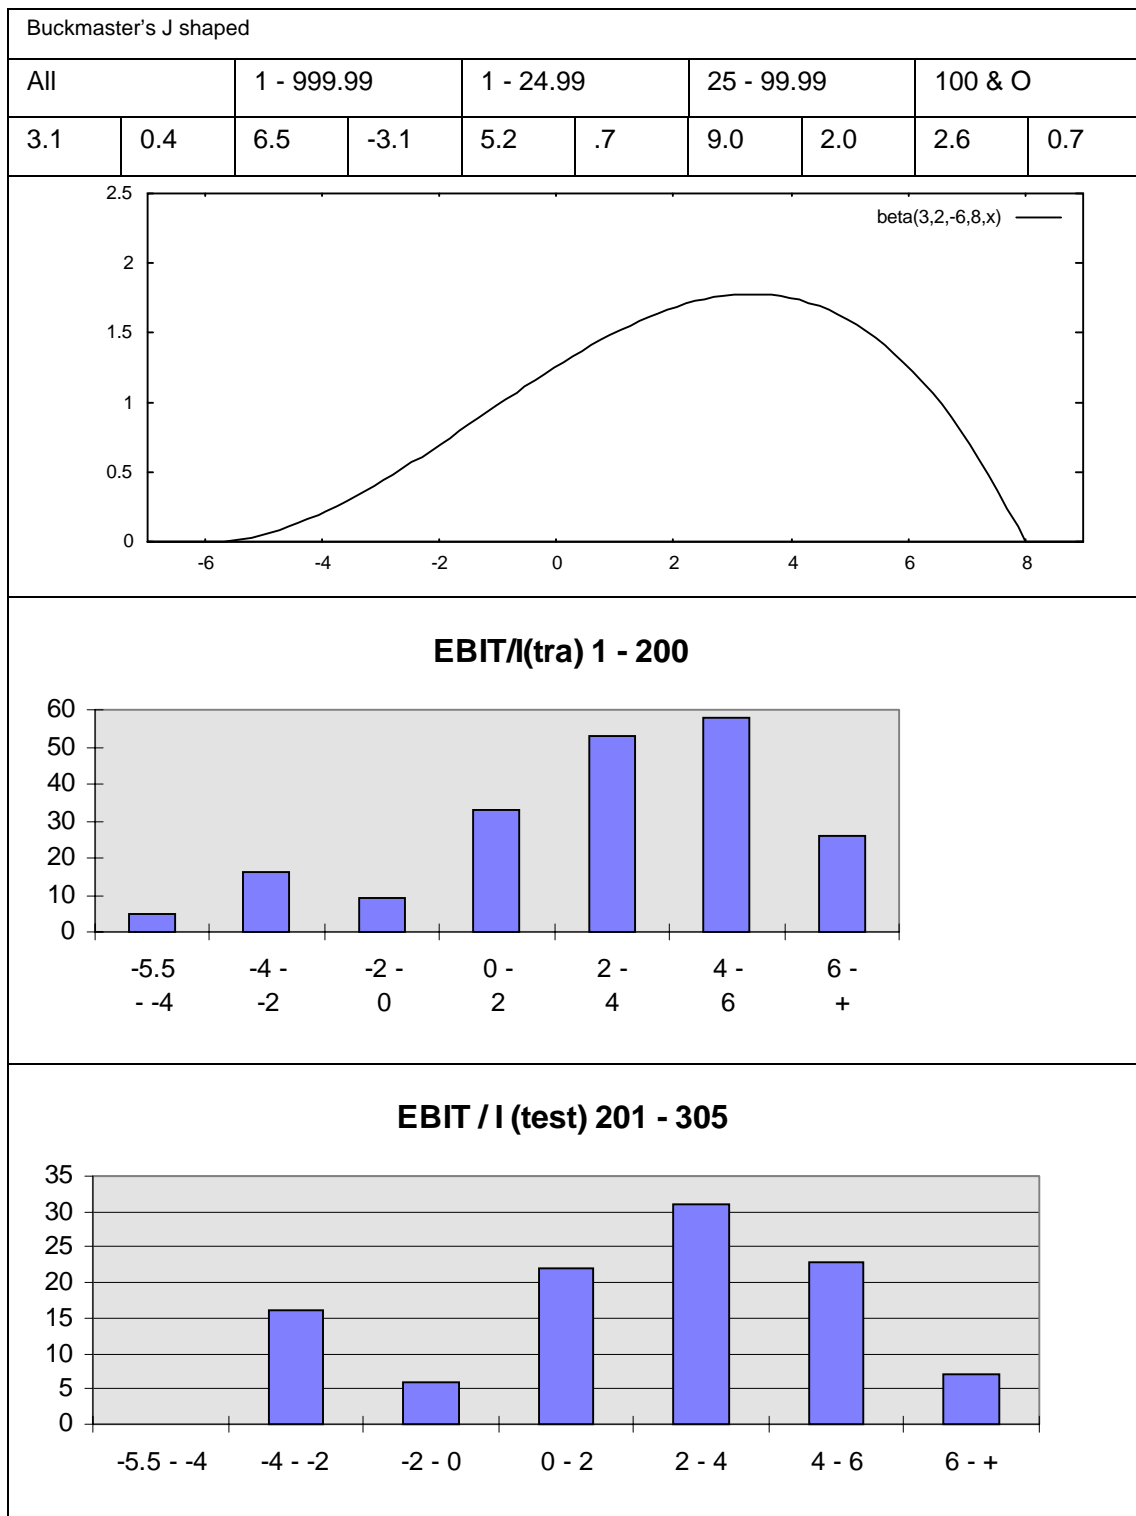 Buckmaster's J shaped
All 1 - 999.99 1 - 24.99 25 - 99.99 100 & O
3.1 0.4 6.5 -3.1 5.2 .7 9.0 2.0 2.6 0.7
2.5
beta(3,2,-6,8,x)
2
1.5
1
0.5
0
-6 -4 -2 0 2 4 6 8
EBIT/I(tra) 1 - 200
60
50
40
30
20
10
0
-5.5 -4 - -2 - 0 - 2 - 4 - 6 -
- -4 -2 0 2 4 6 +
EBIT / I (test) 201 - 305
35
30
25
20
15
10
5
0
-5.5 - -4 -4 - -2 -2 - 0 0 - 2 2 - 4 4 - 6 6 - +